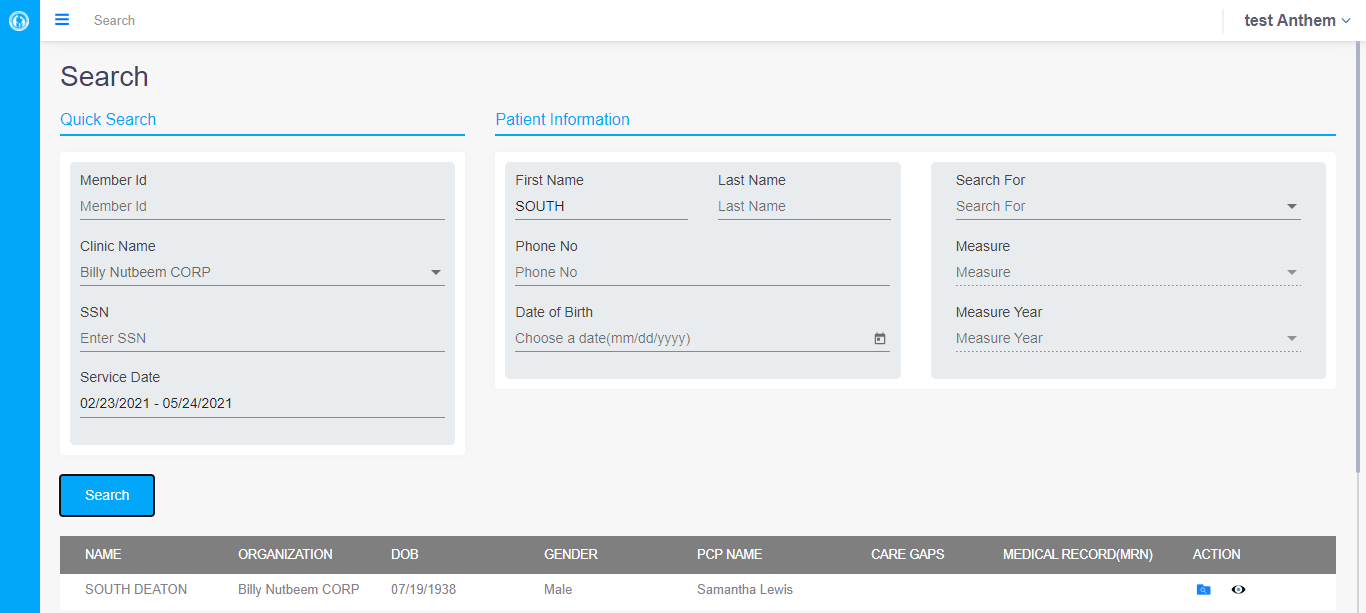 Search
test Anthem
Search
Quick Search
Patient Information
Member Id
Member Id
Clinic Name
Billy Nutbeem CORP
SSN
Enter SSN
Service Date
02/23/2021 - 05/24/2021
First Name Last Name
SOUTH Last Name
Phone No
Phone No
Date of Birth
Choose a date(mm/dd/yyyy)
Search For
Search For
Measure
Measure
Measure Year
Measure Year
Search
NAME ORGANIZATION DOB GENDER PCP NAME CARE GAPS MEDICAL RECORD(MRN) ACTION
SOUTH DEATON Billy Nutbeem CORP 07/19/1938 Male Samantha Lewis